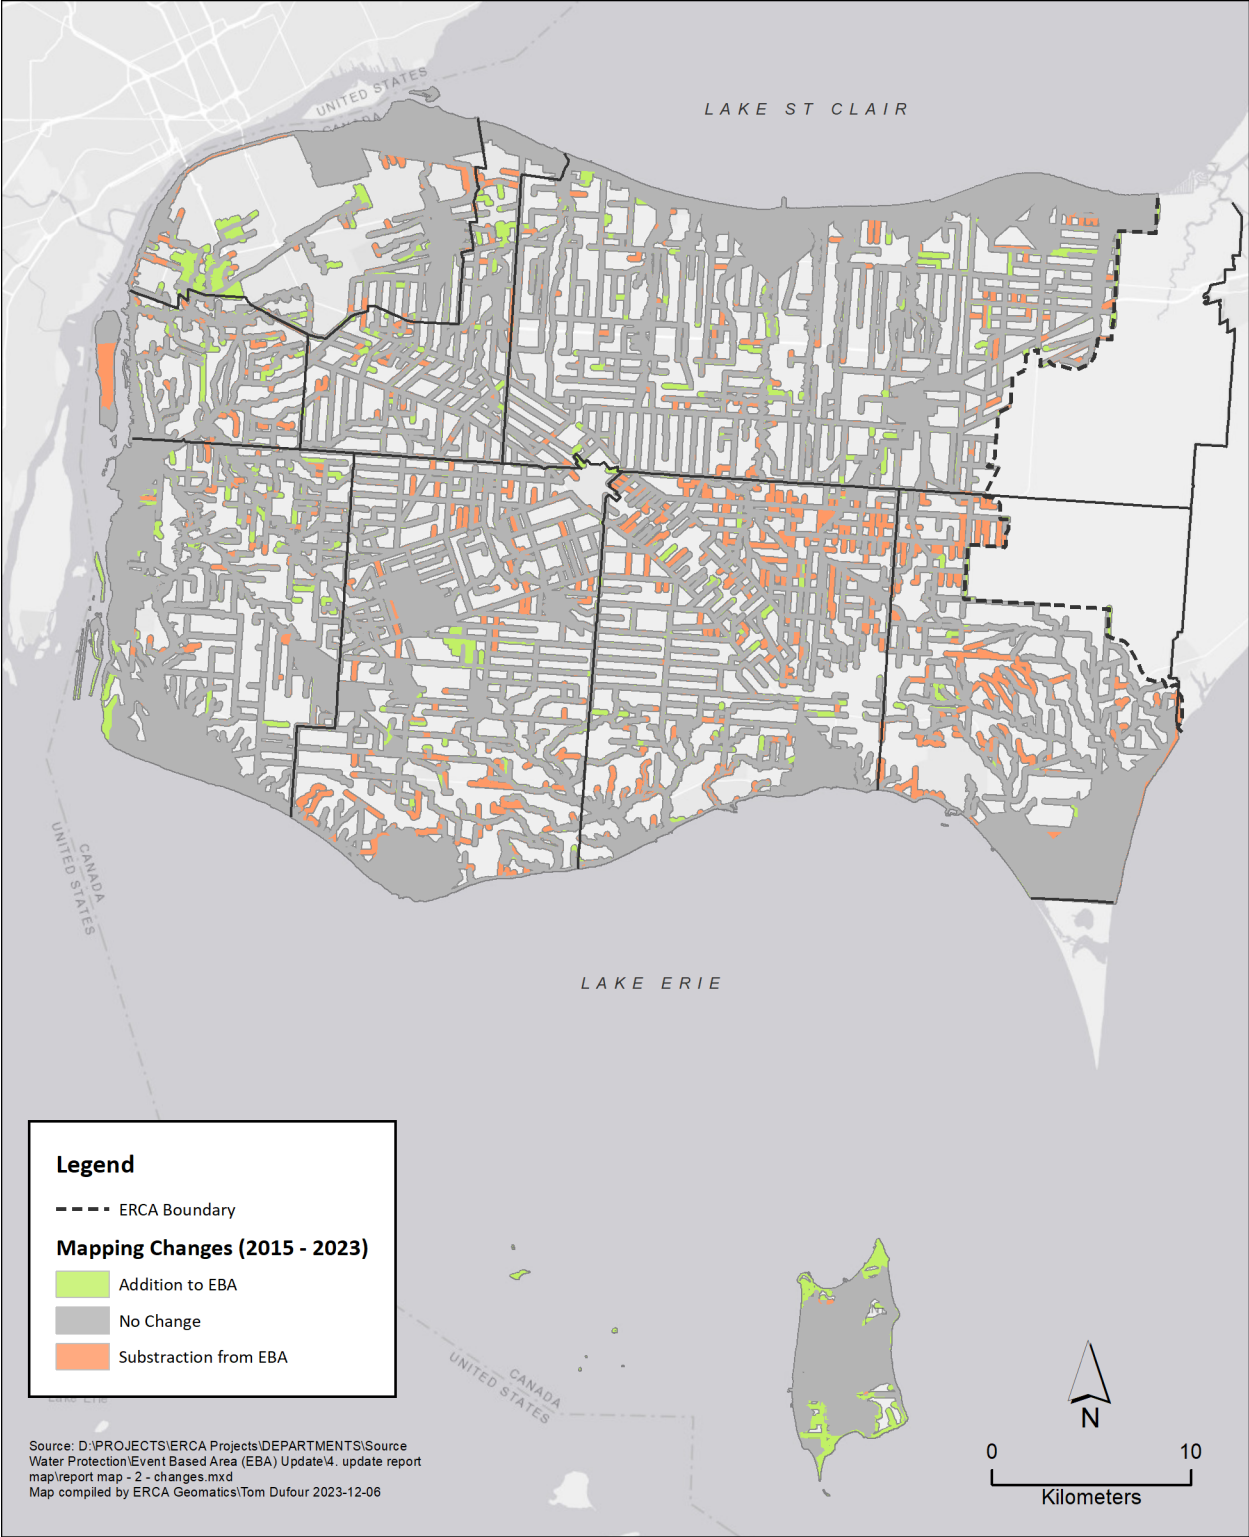 UNITED STATES
CANADA
LAKE ST CLAIR
CANADA
UNITED STATES
LAKE ERIE
Legend
ERCA Boundary
Mapping Changes (2015 - 2023)
Addition to EBA
No Change
Substraction from EBA
Lake Erie
CANADA
UNITED STATES
N
0 10
Kilometers
Source: D:\PROJECTS\ERCA Projects\DEPARTMENTS\Source
Water Protection\Event Based Area (EBA) Update\4. update report
map\report map - 2 - changes.mxd
Map compiled by ERCA Geomatics\Tom Dufour 2023-12-06